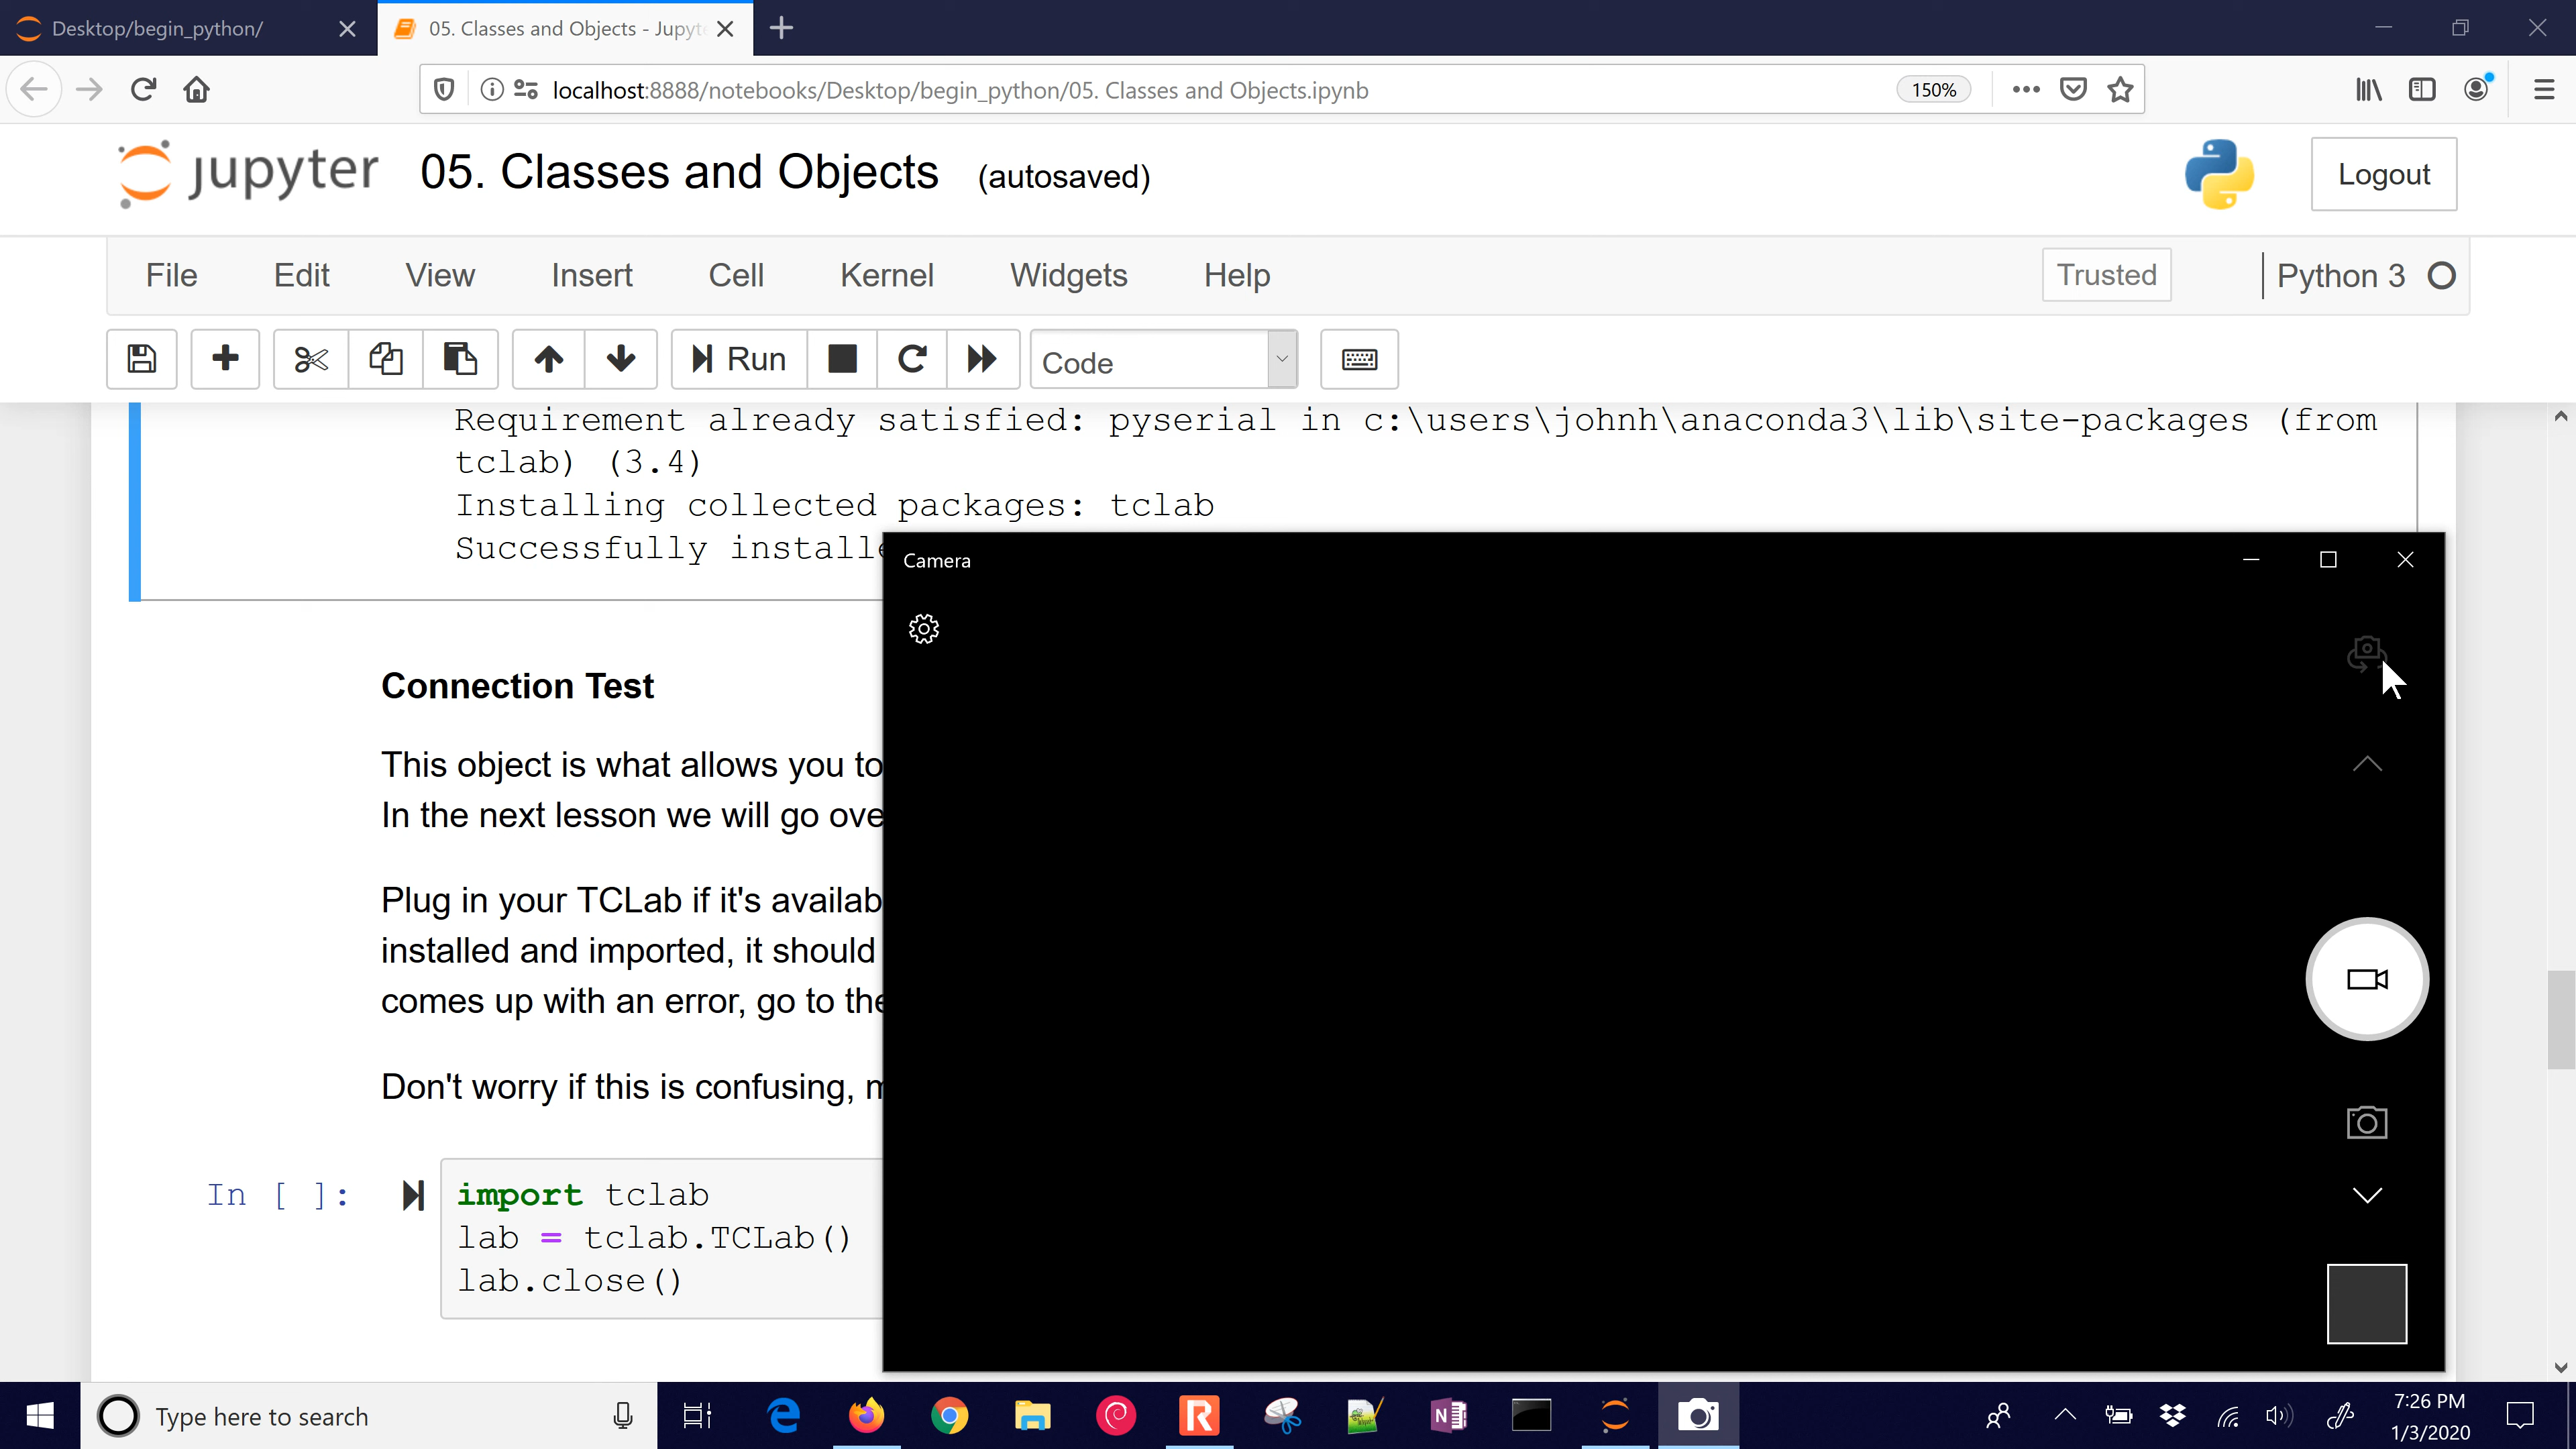 Desktop/begin_python/
05. Classes and Objects - Jupyt
localhost:8888/notebooks/Desktop/begin_python/05. Classes and Objects.ipynb
150%
jupyter
05. Classes and Objects (autosaved)
Logout
File Edit View Insert Cell Kernel Widgets Help
Trusted
Python 3
Run
Code
Requirement already satisfied: pyserial in c:\users\johnh\anaconda3\lib\site-packages (from
tclab) (3.4)
Installing collected packages: tclab
Successfully installe
Camera
Connection Test
This object is what allows you to
In the next lesson we will go ove
Plug in your TCLab if it's availab
installed and imported, it should
comes up with an error, go to the
Don't worry if this is confusing, m
In [ ]:
import tclab
lab = tclab.TCLab()
lab.close()
Type here to search
7:26 PM
1/3/2020